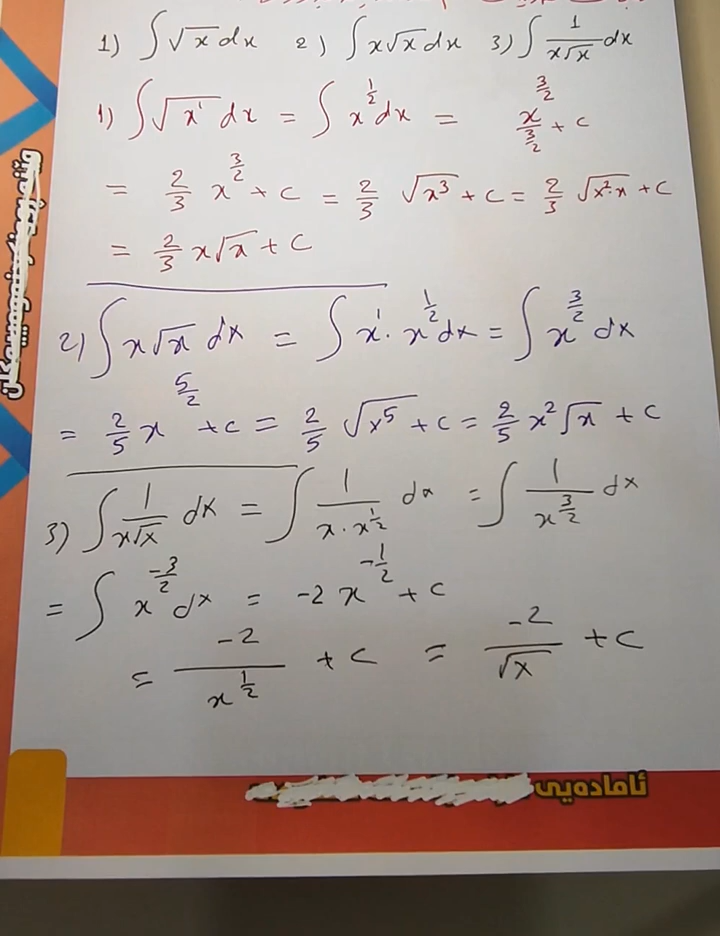 1) ∫√x dx 2) ∫x√x dx 3) ∫ 1/(x√x) dx
1) ∫√x¹ dx = ∫x^(1/2) dx = x^(3/2)/(3/2) + c
= 2/3 x^(3/2) + c = 2/3 √x³ + c = 2/3 √x²·x + c
= 2/3 x√x + c
2) ∫x√x dx = ∫x¹·x^(1/2) dx = ∫x^(3/2) dx
= 2/5 x^(5/2) + c = 2/5 √x⁵ + c = 2/5 x²√x + c
3) ∫ 1/(x√x) dx = ∫ 1/(x·x^(1/2)) dx = ∫ 1/x^(3/2) dx
= ∫x^(-3/2) dx = -2x^(-1/2) + c
= -2/x^(1/2) + c = -2/√x + c
ئامادەیی